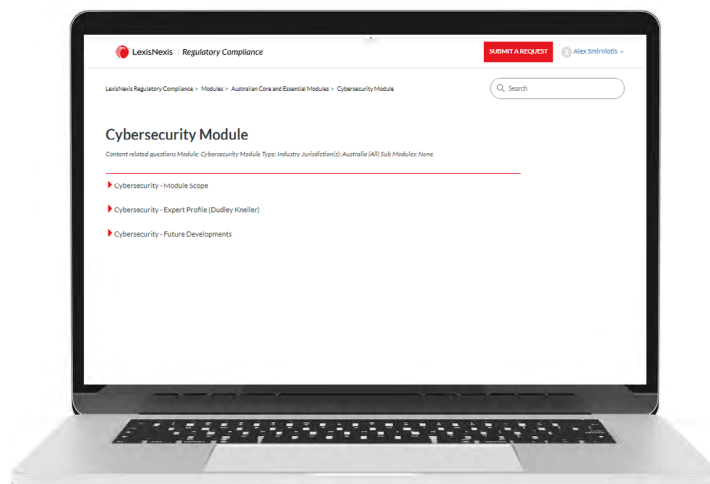 LexisNexis | Regulatory Compliance
SUBMIT A REQUEST
Alex Smirniotis
LexisNexis Regulatory Compliance > Modules > Australian Core and Essential Modules > Cybersecurity Module
Search
Cybersecurity Module
Content related questions Module: Cybersecurity Module Type: Industry Jurisdiction(s): Australia (All) Sub Modules: None
Cybersecurity - Module Scope
Cybersecurity - Expert Profile (Dudley Kneller)
Cybersecurity - Future Developments